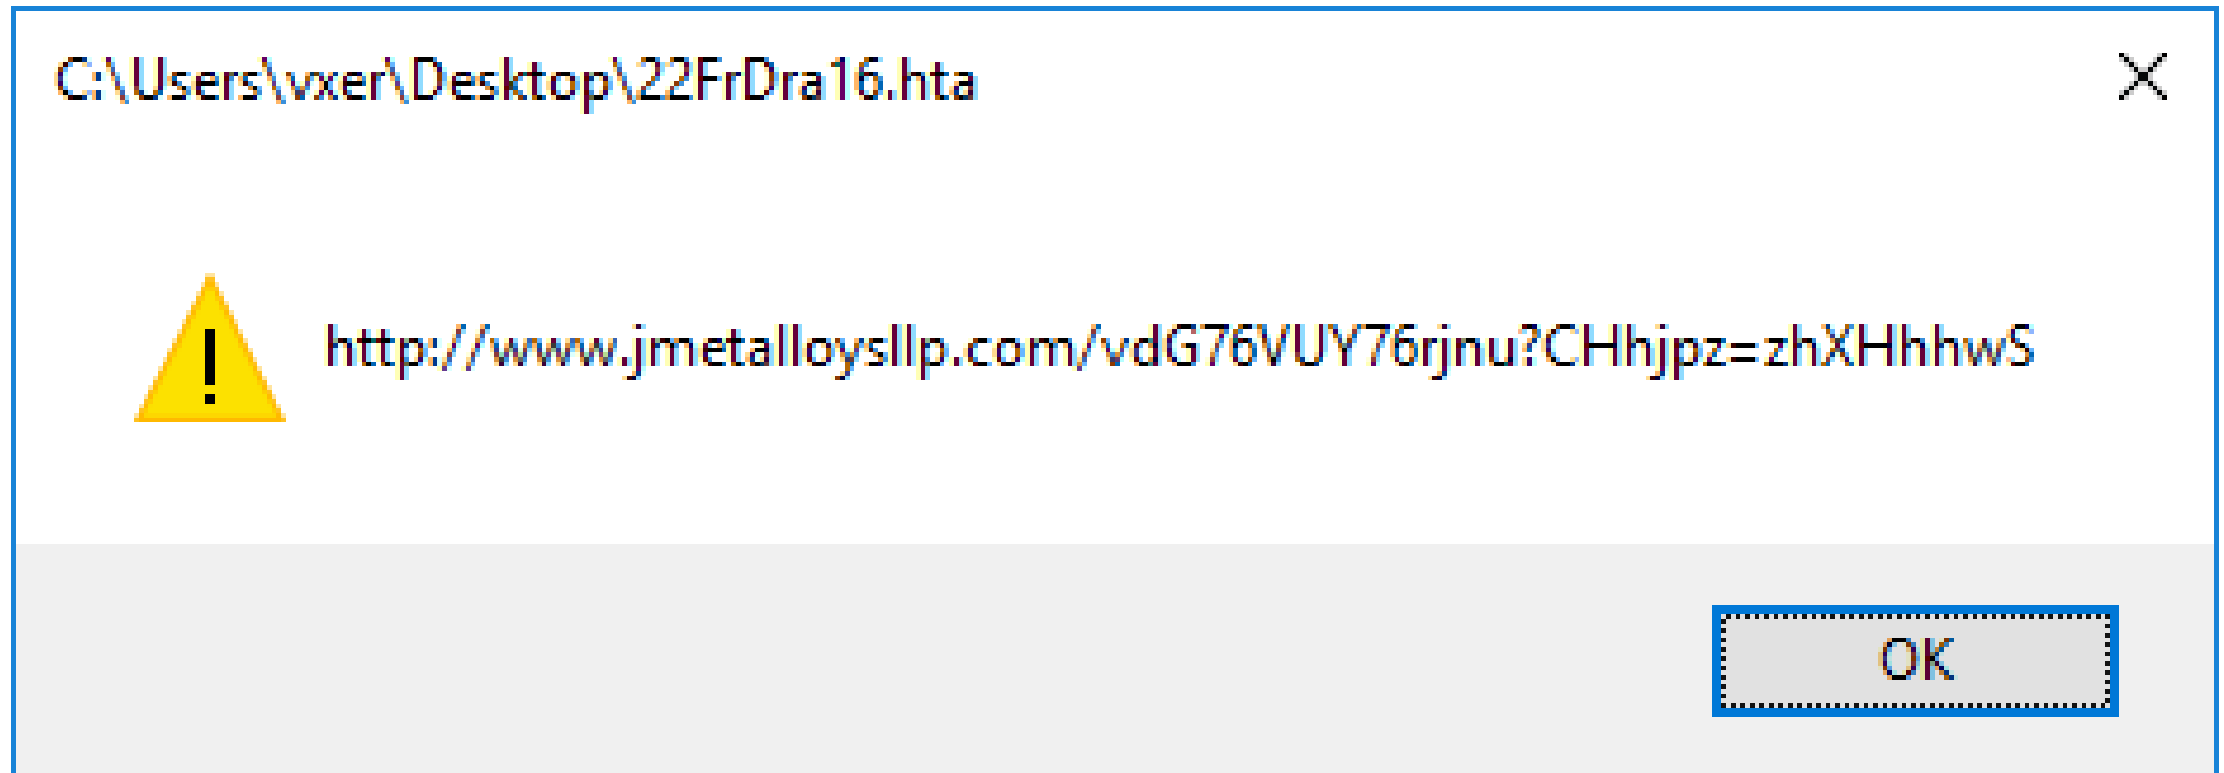 C:\Users\vxer\Desktop\22FrDra16.hta
http://www.jmetalloysllp.com/vdG76VUY76rjnu?CHhjpz=zhXHhhwS
OK